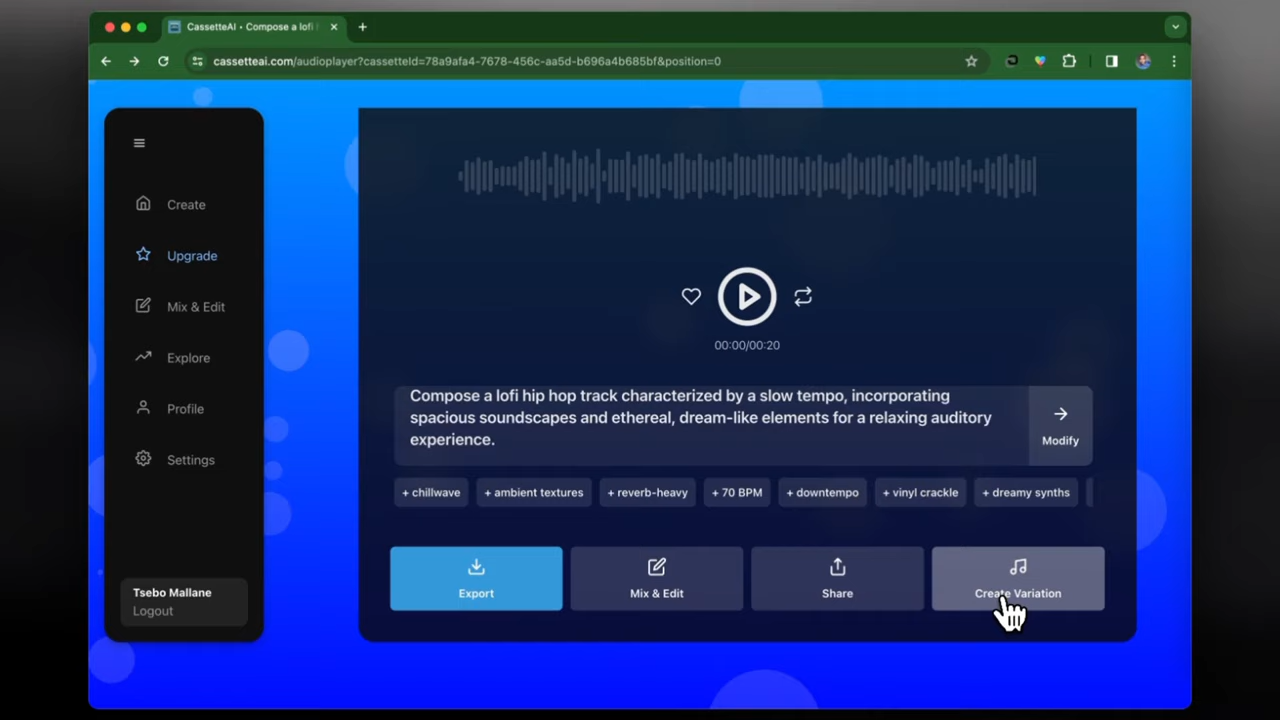 CassetteAI • Compose a lofi
cassetteai.com/audioplayer?cassetteId=78a9afa4-7678-456c-aa5d-b696a4b685bf&position=0
Create
Upgrade
Mix & Edit
Explore
Profile
Settings
Tsebo Mallane
Logout
00:00/00:20
Compose a lofi hip hop track characterized by a slow tempo, incorporating
spacious soundscapes and ethereal, dream-like elements for a relaxing auditory
experience.
Modify
+ chillwave
+ ambient textures
+ reverb-heavy
+ 70 BPM
+ downtempo
+ vinyl crackle
+ dreamy synths
Export
Mix & Edit
Share
Create Variation